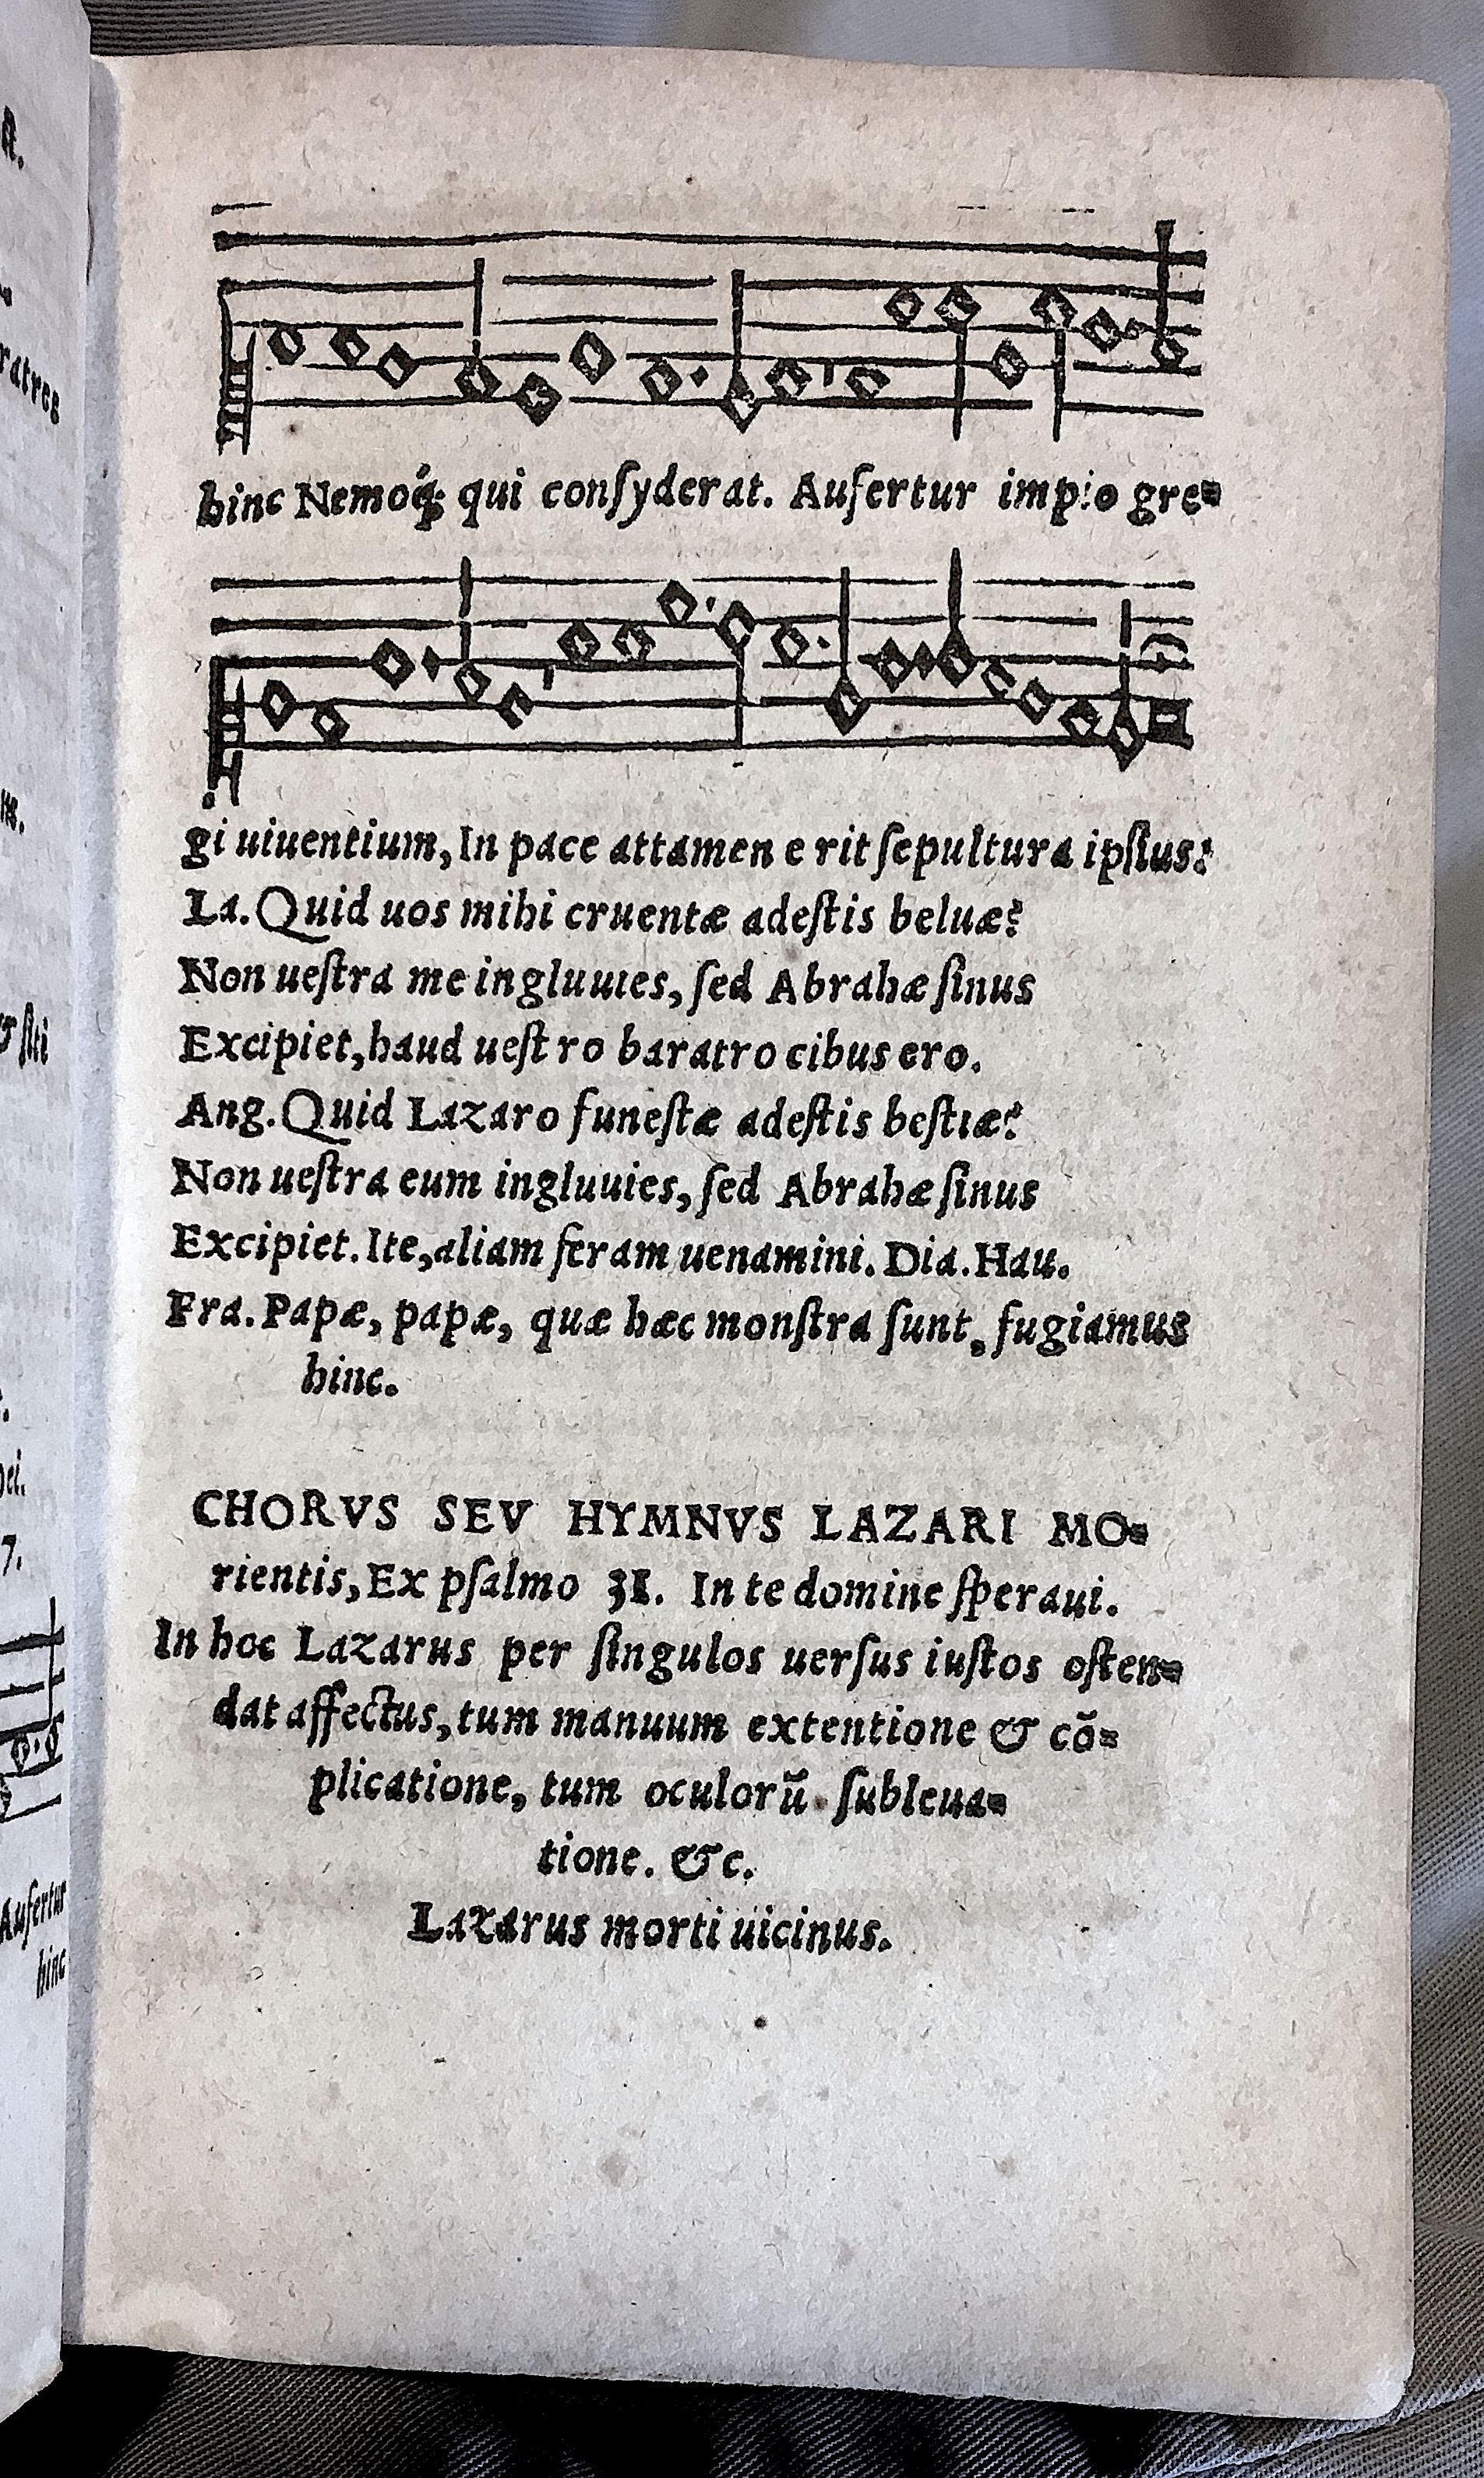 hinc Nemoq́; qui conſyderat. Aufertur impio gre⸗
gi uiuentium, In pace attamen e rit ſepultura ipſius?
La. Quid uos mihi cruentæ adeſtis beluæ?
Non ueſtra me ingluuies, ſed Abrahæ ſinus
Excipiet, haud ueſt ro baratro cibus ero.
Ang. Quid Lazaro funeſtæ adeſtis beſtiæ?
Non ueſtra eum ingluuies, ſed Abrahæ ſinus
Excipiet. Ite, aliam feram uenamini. Dia. Hau.
Fra. Papæ, papæ, quæ hæc monſtra ſunt, fugiamus
hinc.
CHORVS SEV HYMNVS LAZARI MO⸗
rientis, Ex pſalmo 31. In te domine ſperaui.
In hoc Lazarus per ſingulos uerſus iuſtos oſten⸗
dat affectus, tum manuum extentione & cō⸗
plicatione, tum oculorū ſubleua⸗
tione. &c.
Lazarus morti uicinus.